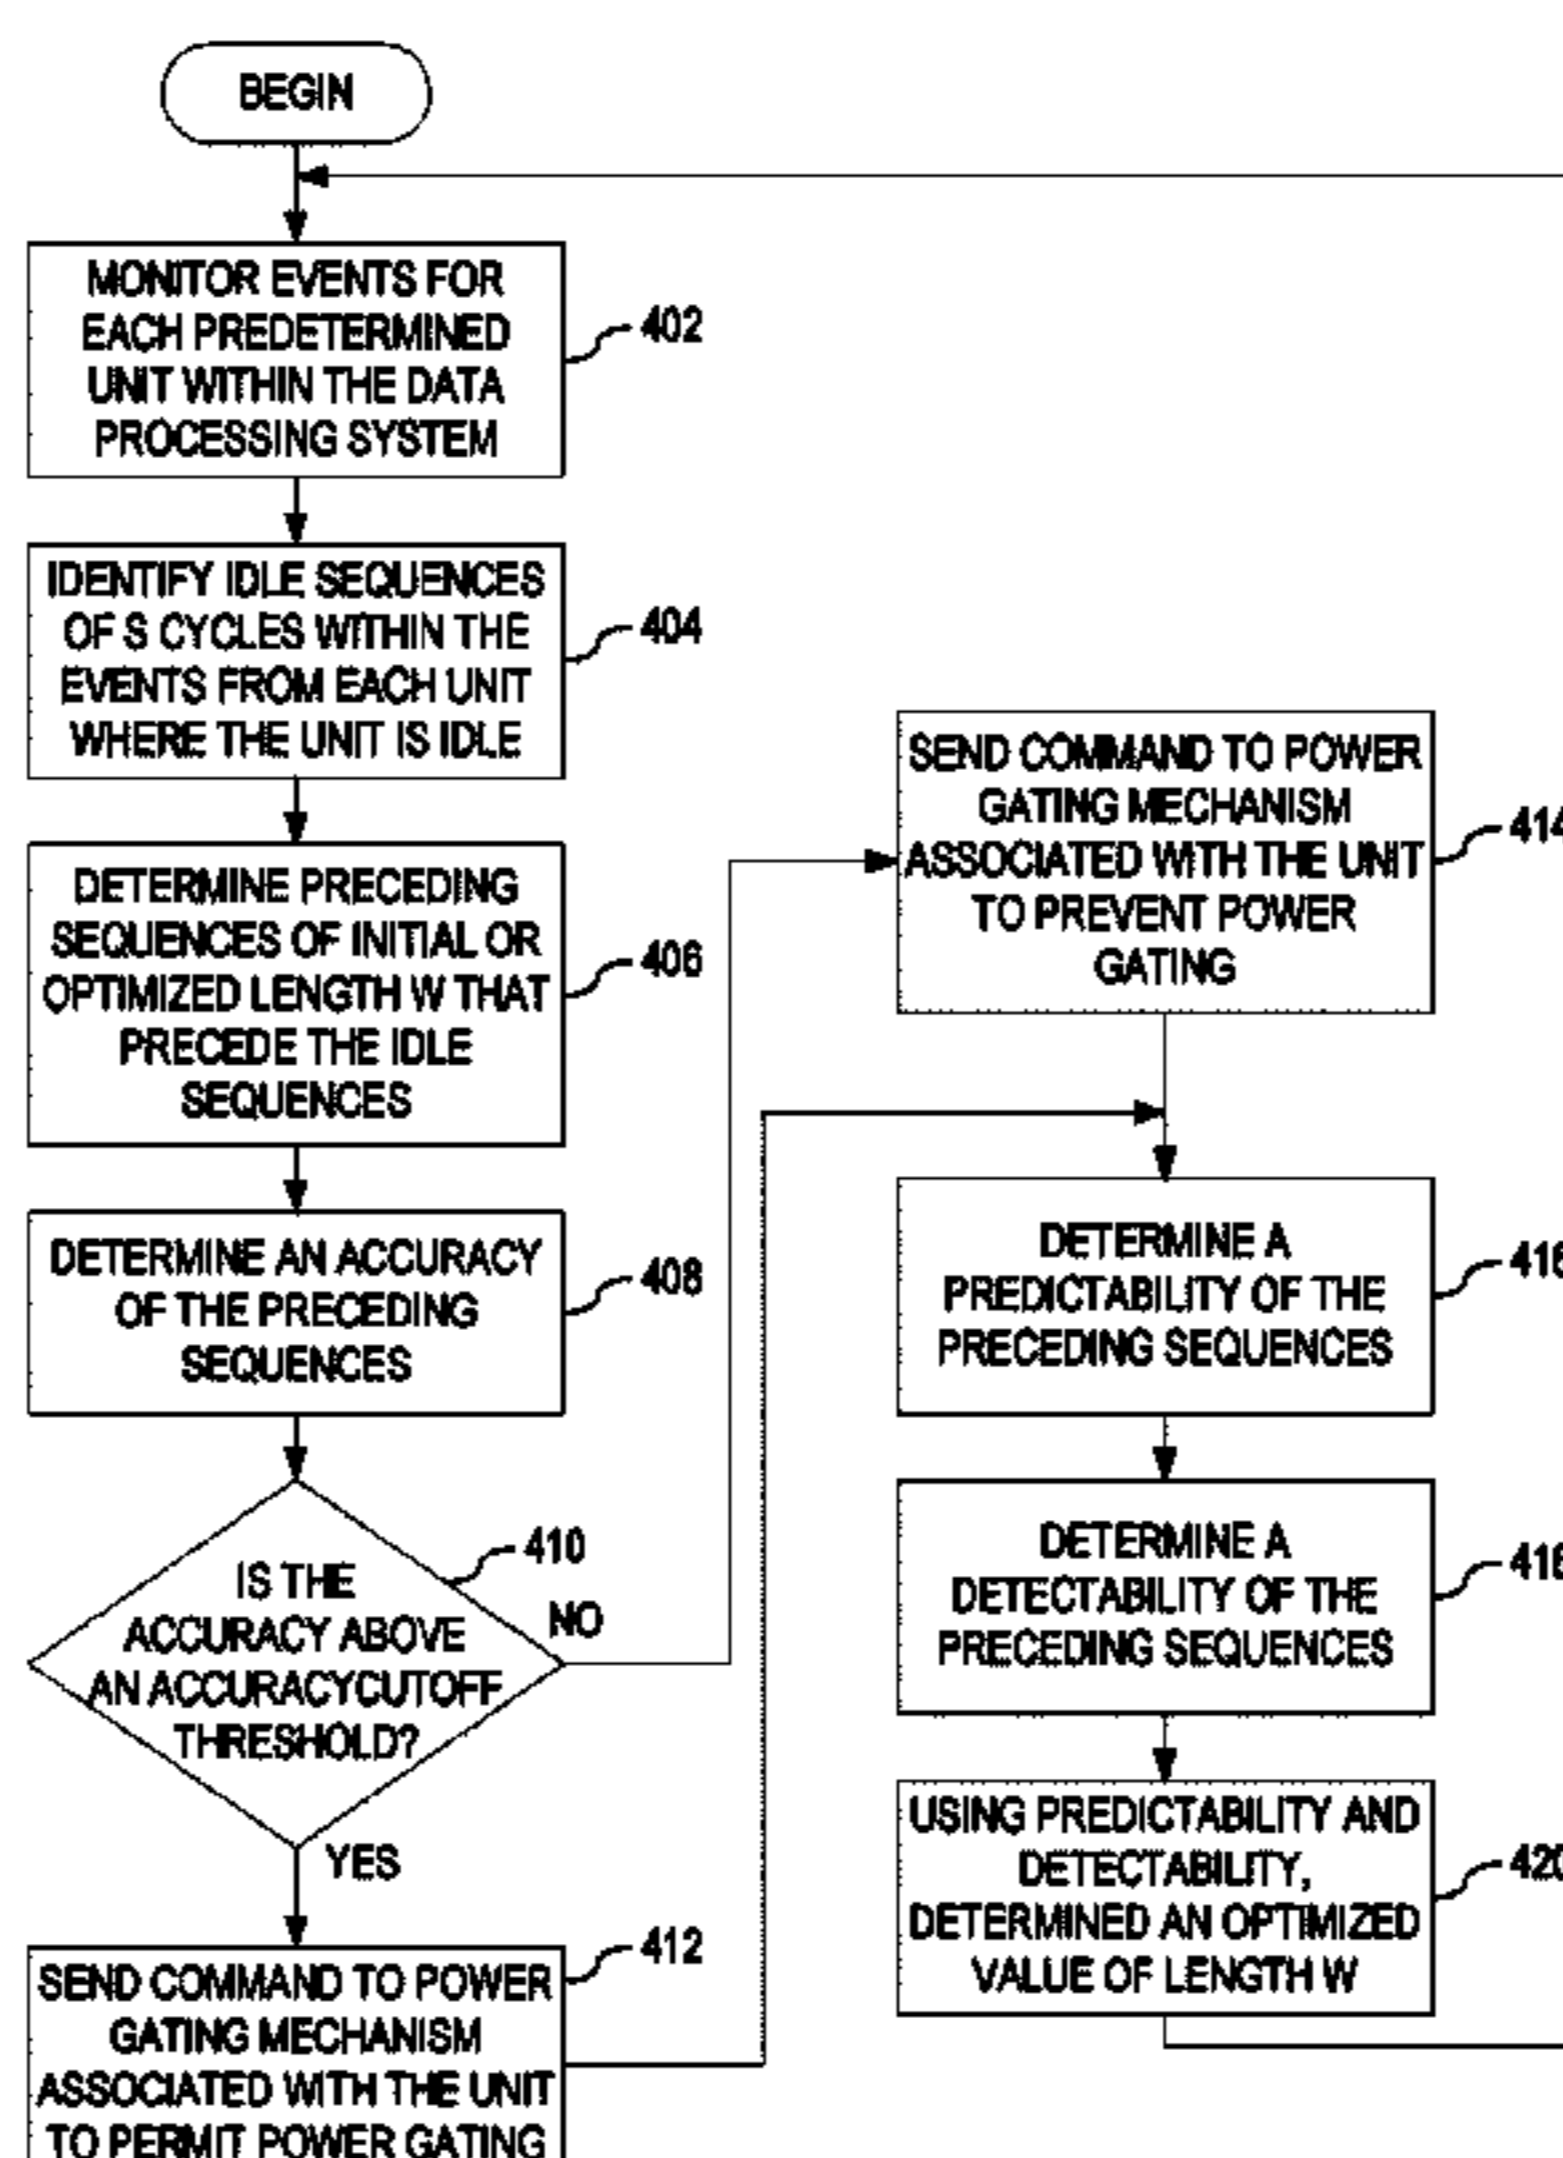 BEGIN
MONITOR EVENTS FOR
EACH PREDETERMINED
UNIT WITHIN THE DATA
PROCESSING SYSTEM
402
IDENTIFY IDLE SEQUENCES
OF S CYCLES WITHIN THE
EVENTS FROM EACH UNIT
WHERE THE UNIT IS IDLE
404
DETERMINE PRECEDING
SEQUENCES OF INITIAL OR
OPTIMIZED LENGTH W THAT
PRECEDE THE IDLE
SEQUENCES
406
DETERMINE AN ACCURACY
OF THE PRECEDING
SEQUENCES
408
IS THE
ACCURACY ABOVE
AN ACCURACYCUTOFF
THRESHOLD?
410
NO
YES
SEND COMMAND TO POWER
GATING MECHANISM
ASSOCIATED WITH THE UNIT
TO PERMIT POWER GATING
412
SEND COMMAND TO POWER
GATING MECHANISM
ASSOCIATED WITH THE UNIT
TO PREVENT POWER
GATING
414
DETERMINE A
PREDICTABILITY OF THE
PRECEDING SEQUENCES
416
DETERMINE A
DETECTABILITY OF THE
PRECEDING SEQUENCES
USING PREDICTABILITY AND
DETECTABILITY,
DETERMINED AN OPTIMIZED
VALUE OF LENGTH W
420